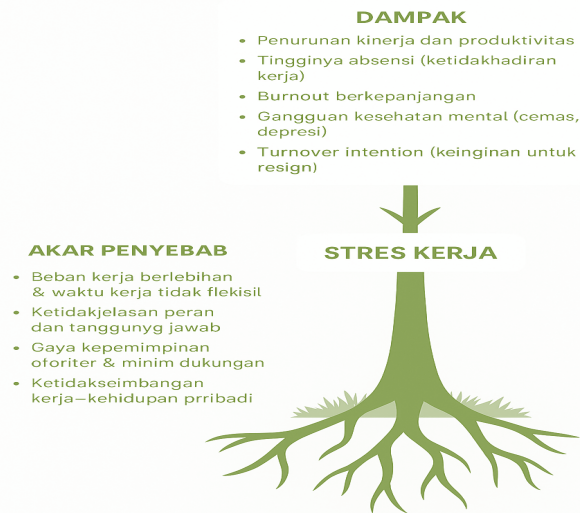 DAMPAK
• Penurunan kinerja dan produktivitas
• Tingginya absensi (ketidakhadiran
kerja)
• Burnout berkepanjangan
• Gangguan kesehatan mental (cemas,
depresi)
• Turnover intention (keinginan untuk
resign)
STRES KERJA
AKAR PENYEBAB
• Beban kerja berlebihan
& waktu kerja tidak flekisil
• Ketidakjelasan peran
dan tanggunyg jawab
• Gaya kepemimpinan
oforiter & minim dukungan
• Ketidakseimbangan
kerja–kehidupan prribadi